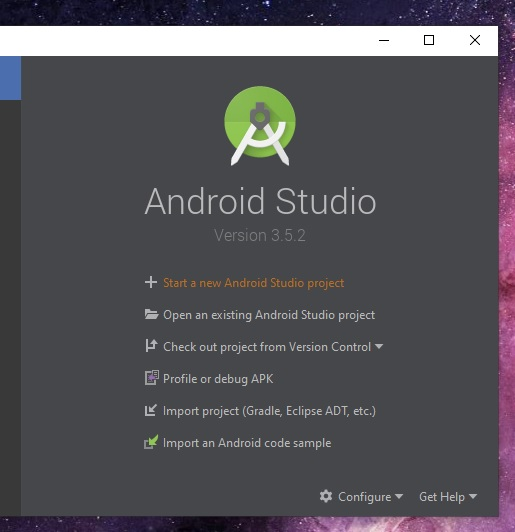 Android Studio
Version 3.5.2
Start a new Android Studio project
Open an existing Android Studio project
Check out project from Version Control
Profile or debug APK
Import project (Gradle, Eclipse ADT, etc.)
Import an Android code sample
Configure Get Help